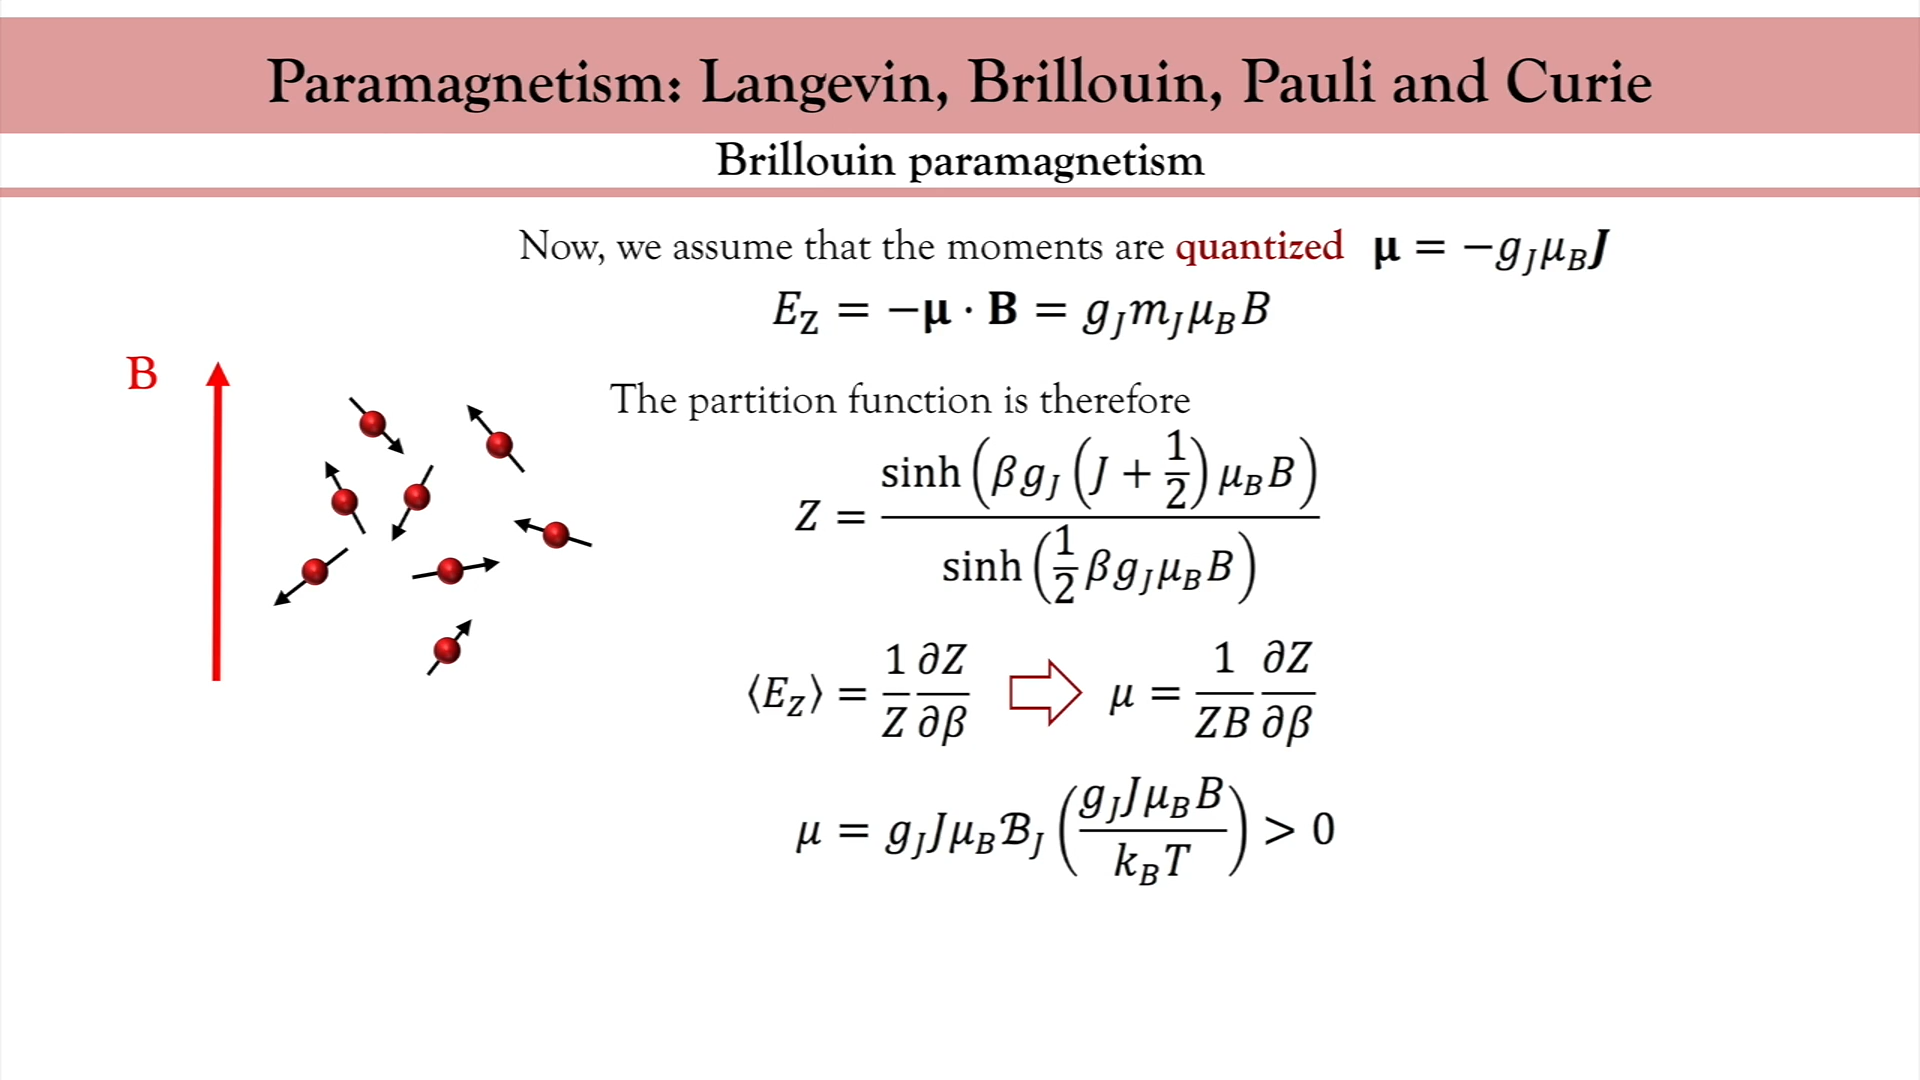 Paramagnetism: Langevin, Brillouin, Pauli and Curie
Brillouin paramagnetism
Now, we assume that the moments are quantized 𝛍 = −g_J μ_B 𝑱
E_Z = −𝛍 · 𝐁 = g_J m_J μ_B B
B
The partition function is therefore
Z = sinh(β g_J (J + 1/2) μ_B B) / sinh(1/2 β g_J μ_B B)
⟨E_Z⟩ = 1/Z ∂Z/∂β ⇨ μ = 1/ZB ∂Z/∂β
μ = g_J J μ_B ℬ_J (g_J J μ_B B / k_B T) > 0